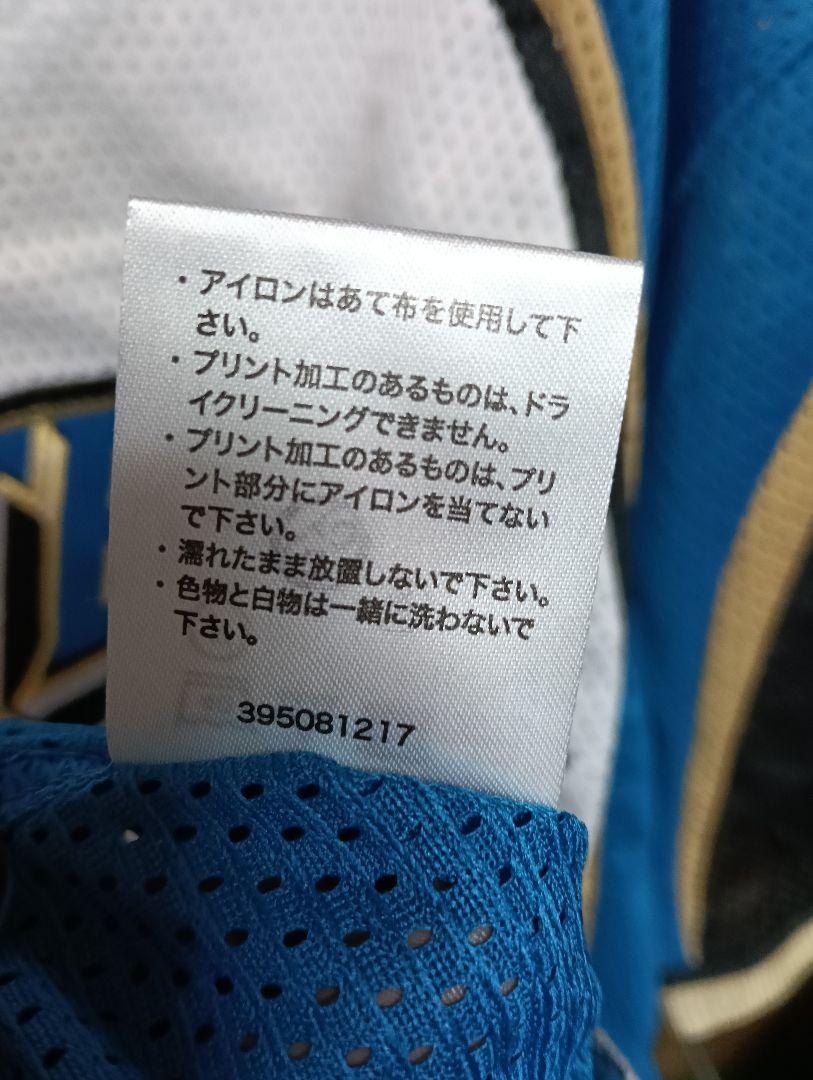 ・アイロンはあて布を使用して下
さい。
・プリント加工のあるものは、ドラ
イクリーニングできません。
・プリント加工のあるものは、プリ
ント部分にアイロンを当てない
で下さい。
・濡れたまま放置しないで下さい。
・色物と白物は一緒に洗わないで
下さい。
395081217